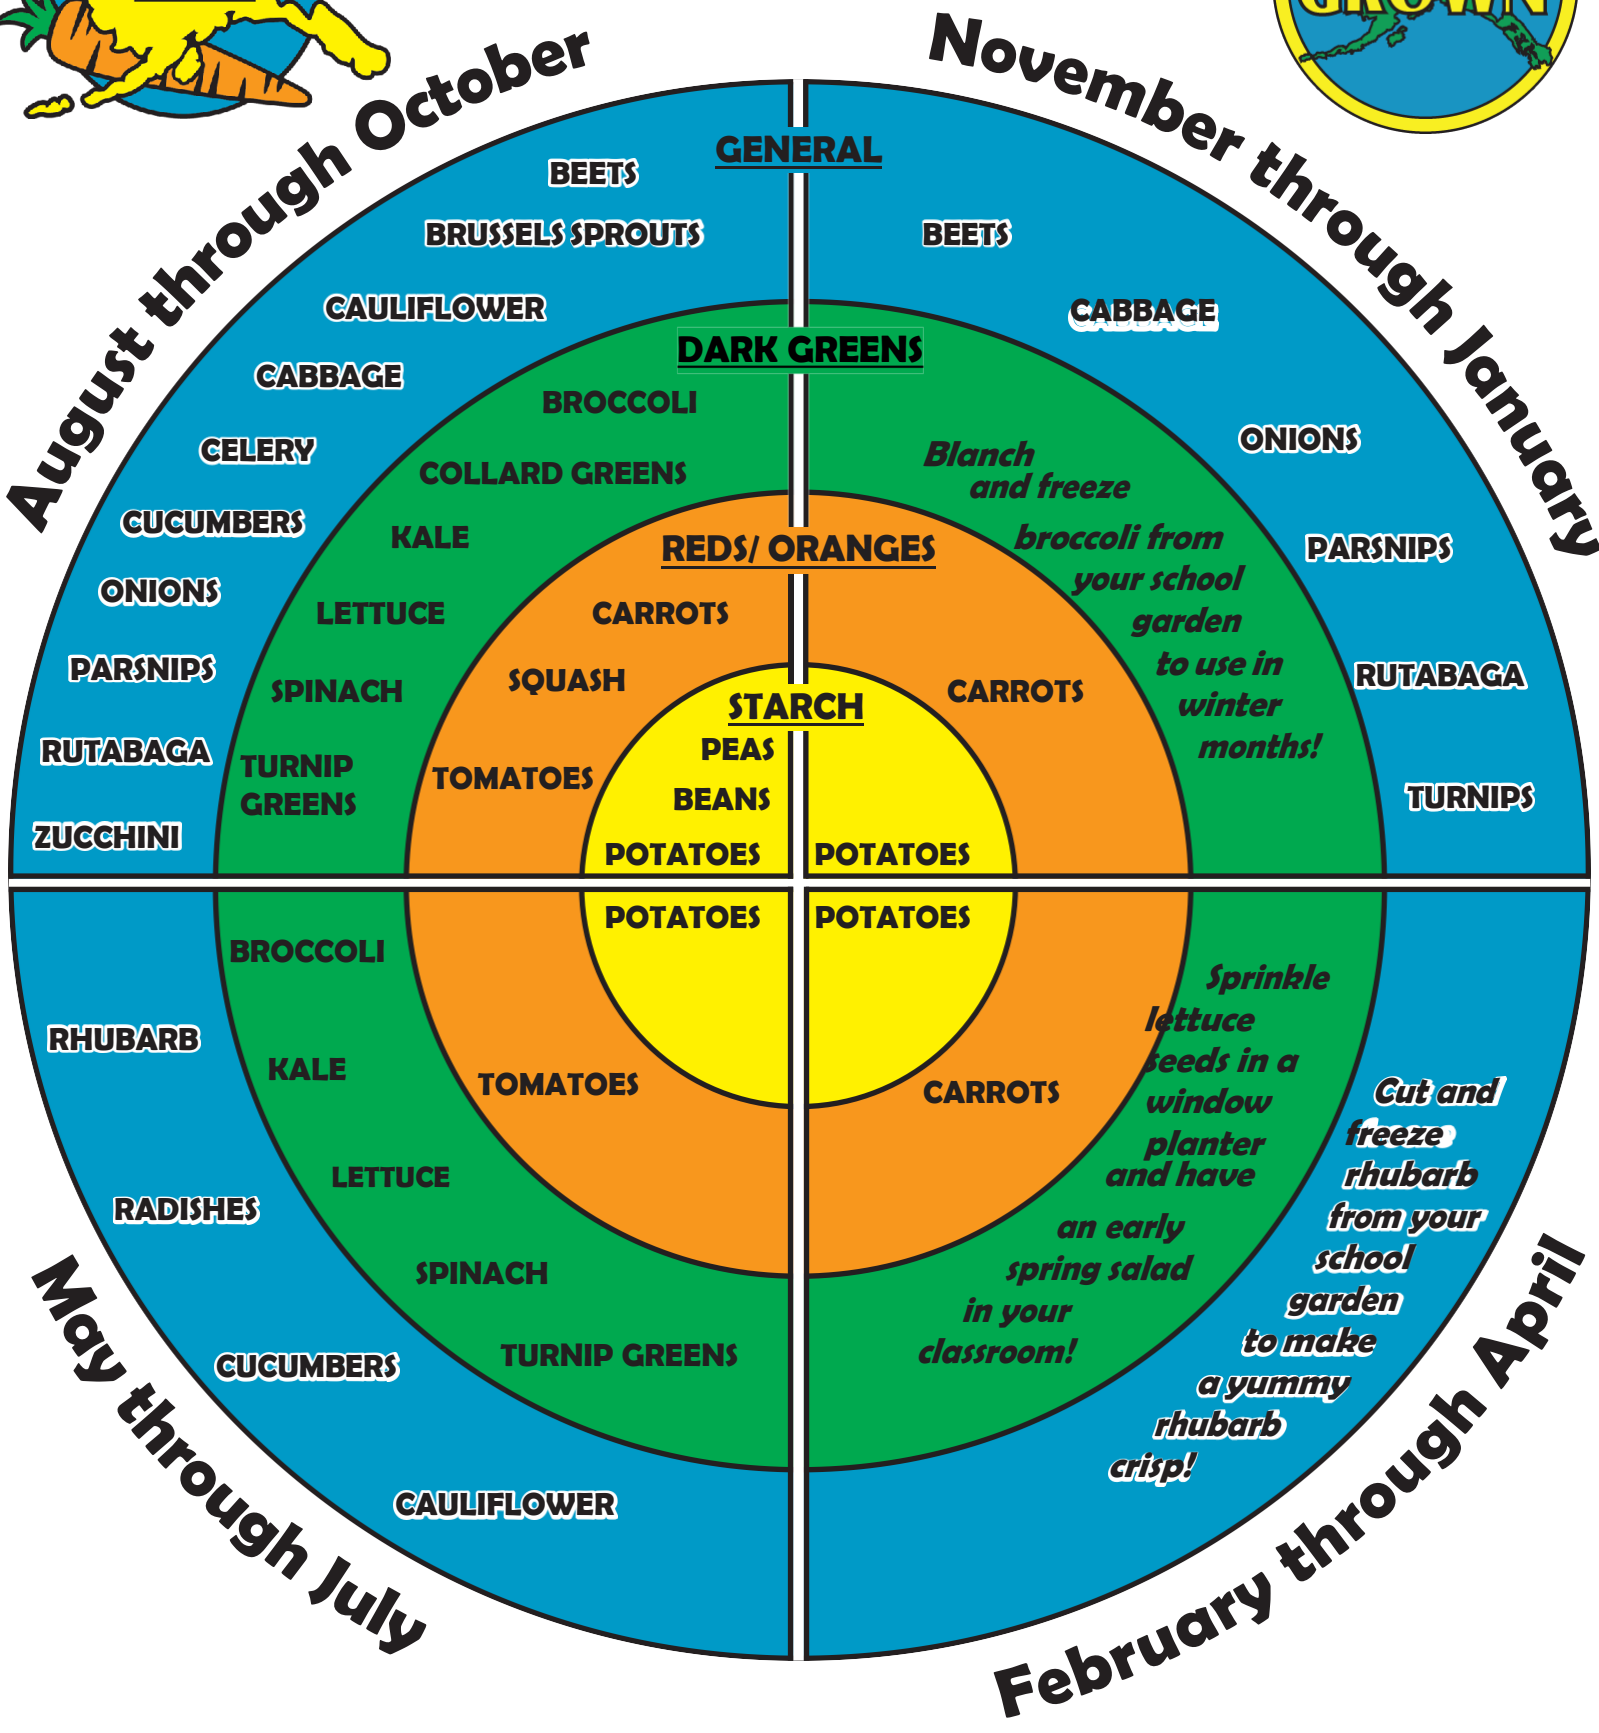 GROWN
August through October
November through January
GENERAL
BEETS
BRUSSELS SPROUTS
CAULIFLOWER
CABBAGE
CELERY
CUCUMBERS
ONIONS
PARSNIPS
RUTABAGA
ZUCCHINI
BEETS
CABBAGE
ONIONS
PARSNIPS
RUTABAGA
TURNIPS
DARK GREENS
BROCCOLI
COLLARD GREENS
KALE
LETTUCE
SPINACH
TURNIP
GREENS
Blanch
and freeze
broccoli from
your school
garden
to use in
winter
months!
REDS/ ORANGES
CARROTS
SQUASH
TOMATOES
CARROTS
STARCH
PEAS
BEANS
POTATOES
POTATOES
POTATOES
POTATOES
BROCCOLI
KALE
LETTUCE
SPINACH
TURNIP GREENS
TOMATOES
CARROTS
RHUBARB
RADISHES
CUCUMBERS
CAULIFLOWER
Sprinkle
lettuce
seeds in a
window
planter
and have
an early
spring salad
in your
classroom!
Cut and
freeze
rhubarb
from your
school
garden
to make
a yummy
rhubarb
crisp!
May through July
February through April